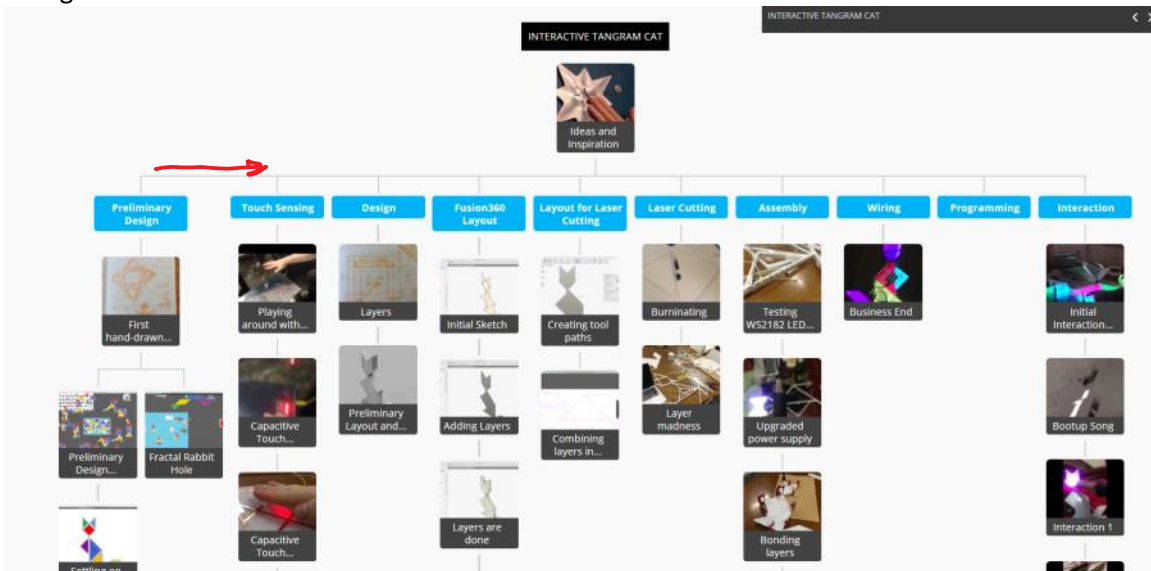 INTERACTIVE TANGRAM CAT
INTERACTIVE TANGRAM CAT
Ideas and
Inspiration
Preliminary
Design
Touch Sensing
Design
Fusion360
Layout
Layout for Laser
Cutting
Laser Cutting
Assembly
Wiring
Programming
Interaction
First
hand-drawn...
Playing
around with...
Layers
Initial Sketch
Creating tool
paths
Burninating
Testing
WS2182 LED...
Business End
Initial
Interaction...
Preliminary
Design...
Fractal Rabbit
Hole
Capacitive
Touch...
Preliminary
Layout and...
Adding Layers
Combining
layers in...
Layer
madness
Upgraded
power supply
Bootup Song
Capacitive
Touch...
Layers are
done
Bonding
layers
Interaction 1